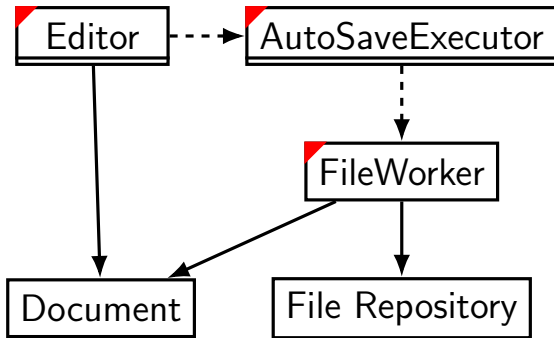 Editor
AutoSaveExecutor
FileWorker
Document
File Repository